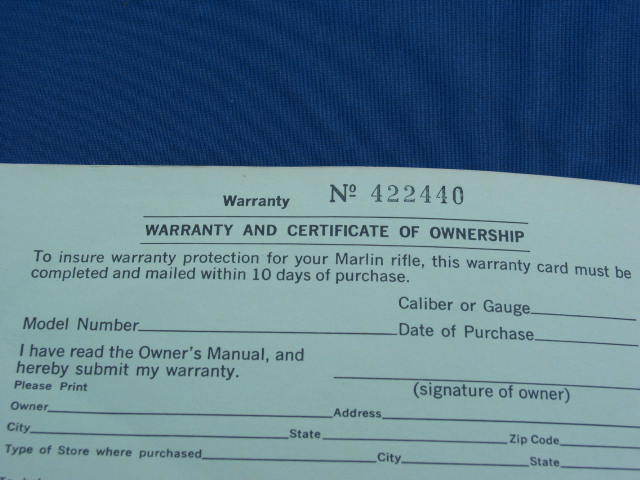 Warranty Nº 422440
WARRANTY AND CERTIFICATE OF OWNERSHIP
To insure warranty protection for your Marlin rifle, this warranty card must be
completed and mailed within 10 days of purchase.
Caliber or Gauge
Model Number Date of Purchase
I have read the Owner's Manual, and
hereby submit my warranty.
(signature of owner)
Please Print
Owner Address
City State Zip Code
Type of Store where purchased City State